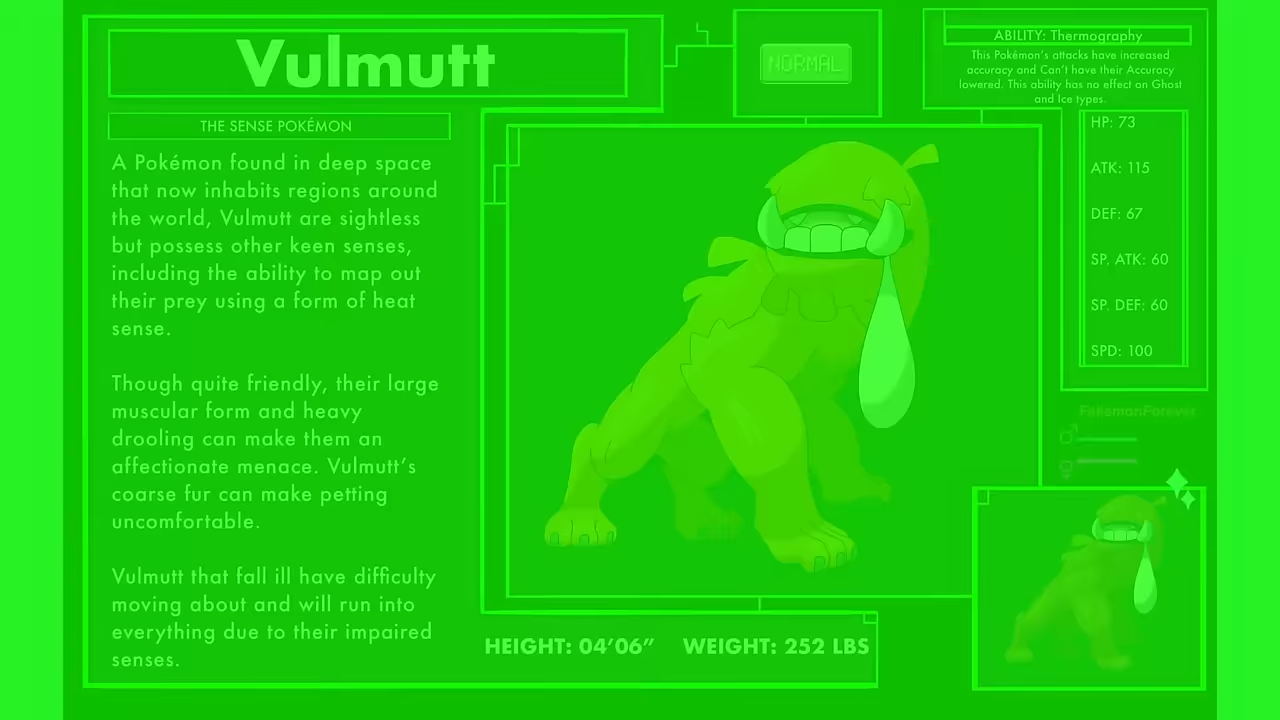 Vulmutt
NORMAL
ABILITY: Thermography
This Pokémon's attacks have increased
accuracy and Can't have their Accuracy
lowered. This ability has no effect on Ghost
and Ice types.
THE SENSE POKÉMON
A Pokémon found in deep space
that now inhabits regions around
the world, Vulmutt are sightless
but possess other keen senses,
including the ability to map out
their prey using a form of heat
sense.
Though quite friendly, their large
muscular form and heavy
drooling can make them an
affectionate menace. Vulmutt's
coarse fur can make petting
uncomfortable.
Vulmutt that fall ill have difficulty
moving about and will run into
everything due to their impaired
senses.
HP: 73
ATK: 115
DEF: 67
SP. ATK: 60
SP. DEF: 60
SPD: 100
FakemanForever
HEIGHT: 04'06"
WEIGHT: 252 LBS